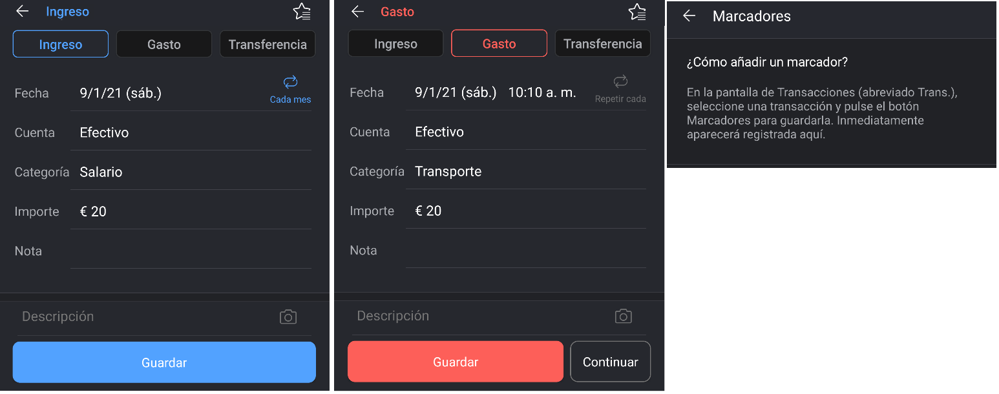 Ingreso
Ingreso
Gasto
Transferencia
Fecha
9/1/21 (sáb.)
Cada mes
Cuenta
Efectivo
Categoría
Salario
Importe
€ 20
Nota
Descripción
Guardar
Gasto
Ingreso
Gasto
Transferencia
Fecha
9/1/21 (sáb.)
10:10 a. m.
Repetir cada
Cuenta
Efectivo
Categoría
Transporte
Importe
€ 20
Nota
Descripción
Guardar
Continuar
Marcadores
¿Cómo añadir un marcador?
En la pantalla de Transacciones (abreviado Trans.),
seleccione una transacción y pulse el botón
Marcadores para guardarla. Inmediatamente
aparecerá registrada aquí.